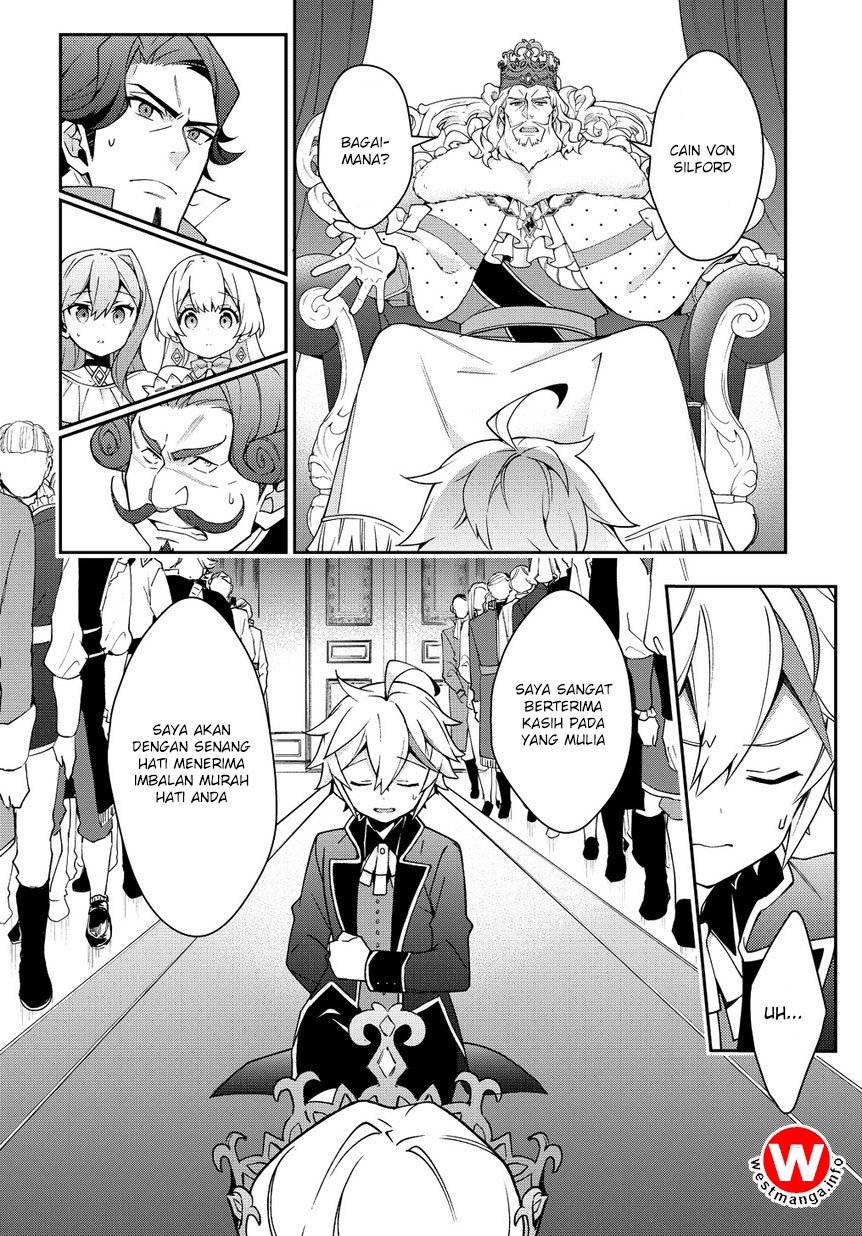 CAIN VON
SILFORD
BAGAI-
MANA?
UH...
SAYA SANGAT
BERTERIMA
KASIH PADA
YANG MULIA
SAYA AKAN
DENGAN SENANG
HATI MENERIMA
IMBALAN MURAH
HATI ANDA
W
westmanga.info